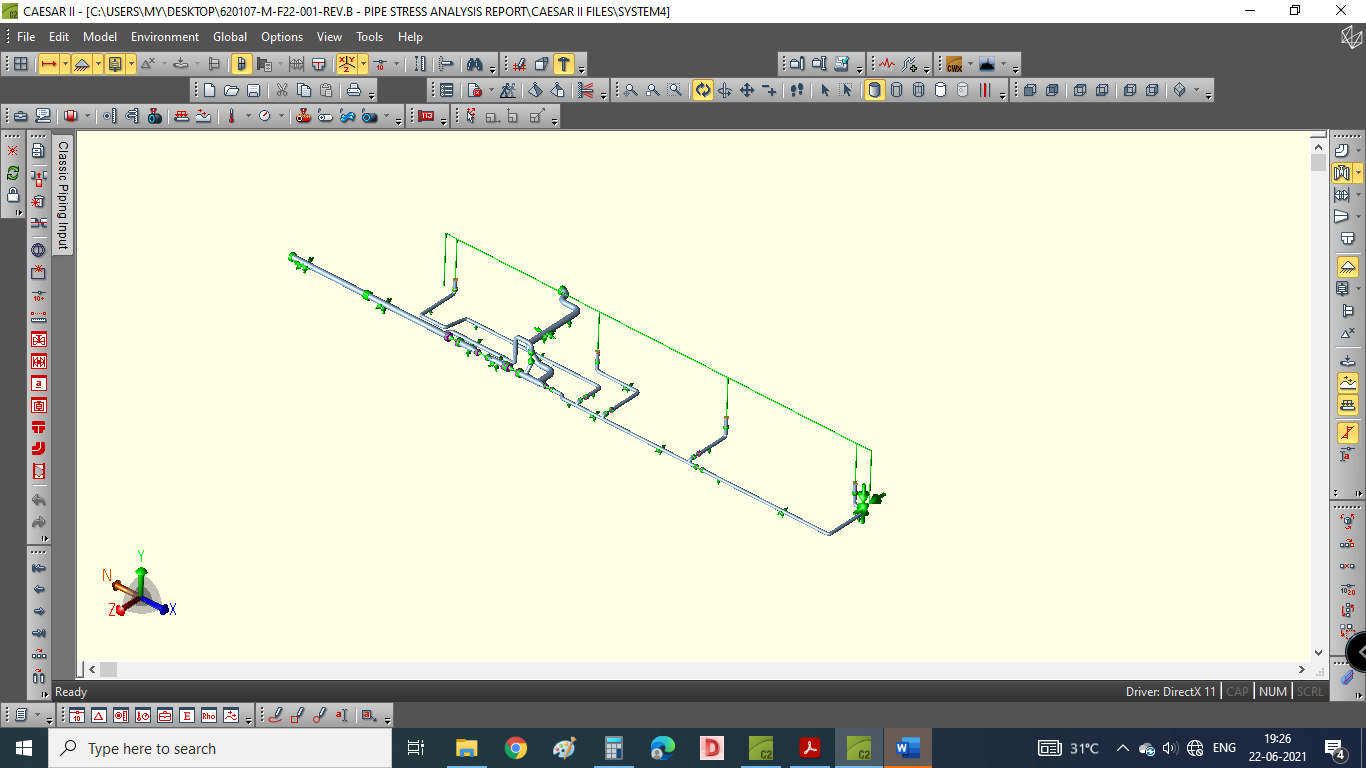 CAESAR II - [C:\USERS\MY\DESKTOP\620107-M-F22-001-REV.B - PIPE STRESS ANALYSIS REPORT\CAESAR II FILES\SYSTEM4]
File Edit Model Environment Global Options View Tools Help
Classic Piping Input
Y
N
Z
X
Ready
Driver: DirectX 11 CAP NUM SCRL
Type here to search
31°C
ENG
19:26
22-06-2021
4